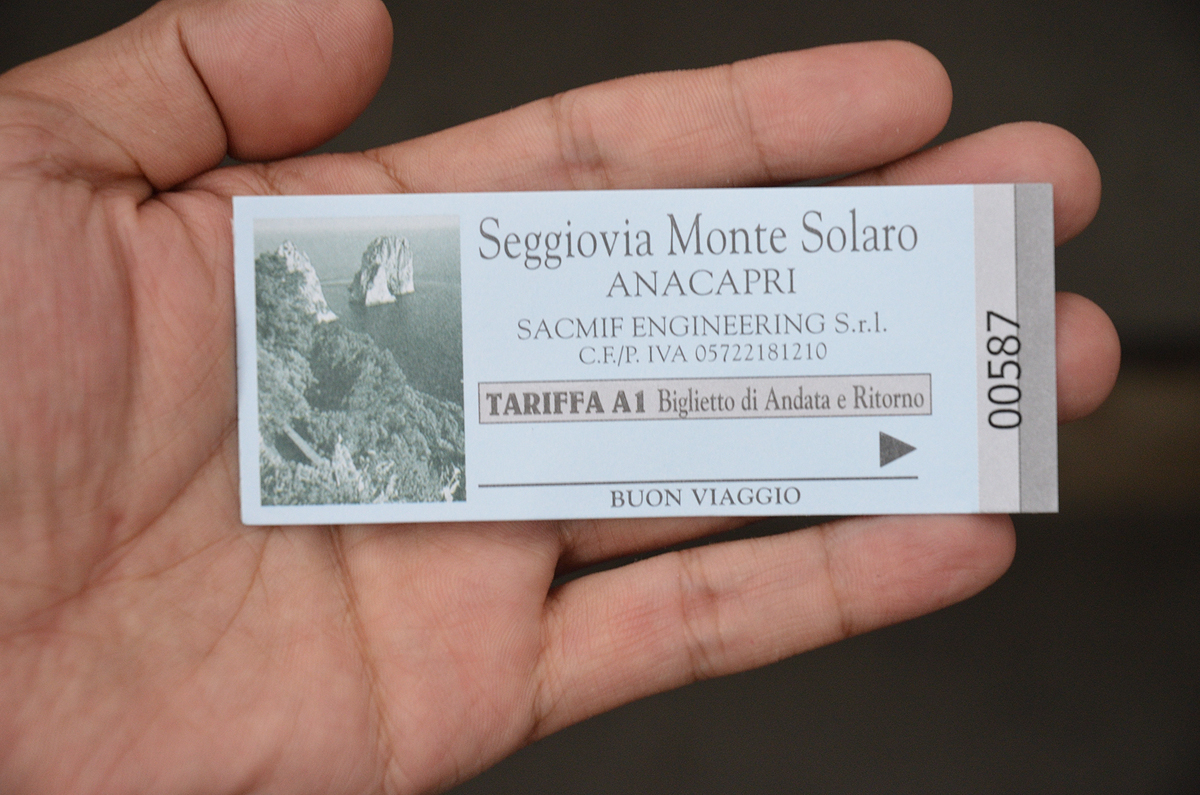 Seggiovia Monte Solaro
ANACAPRI
SACMIF ENGINEERING S.r.l.
C.F./P. IVA 05722181210
TARIFFA A1 Biglietto di Andata e Ritorno
BUON VIAGGIO
00587